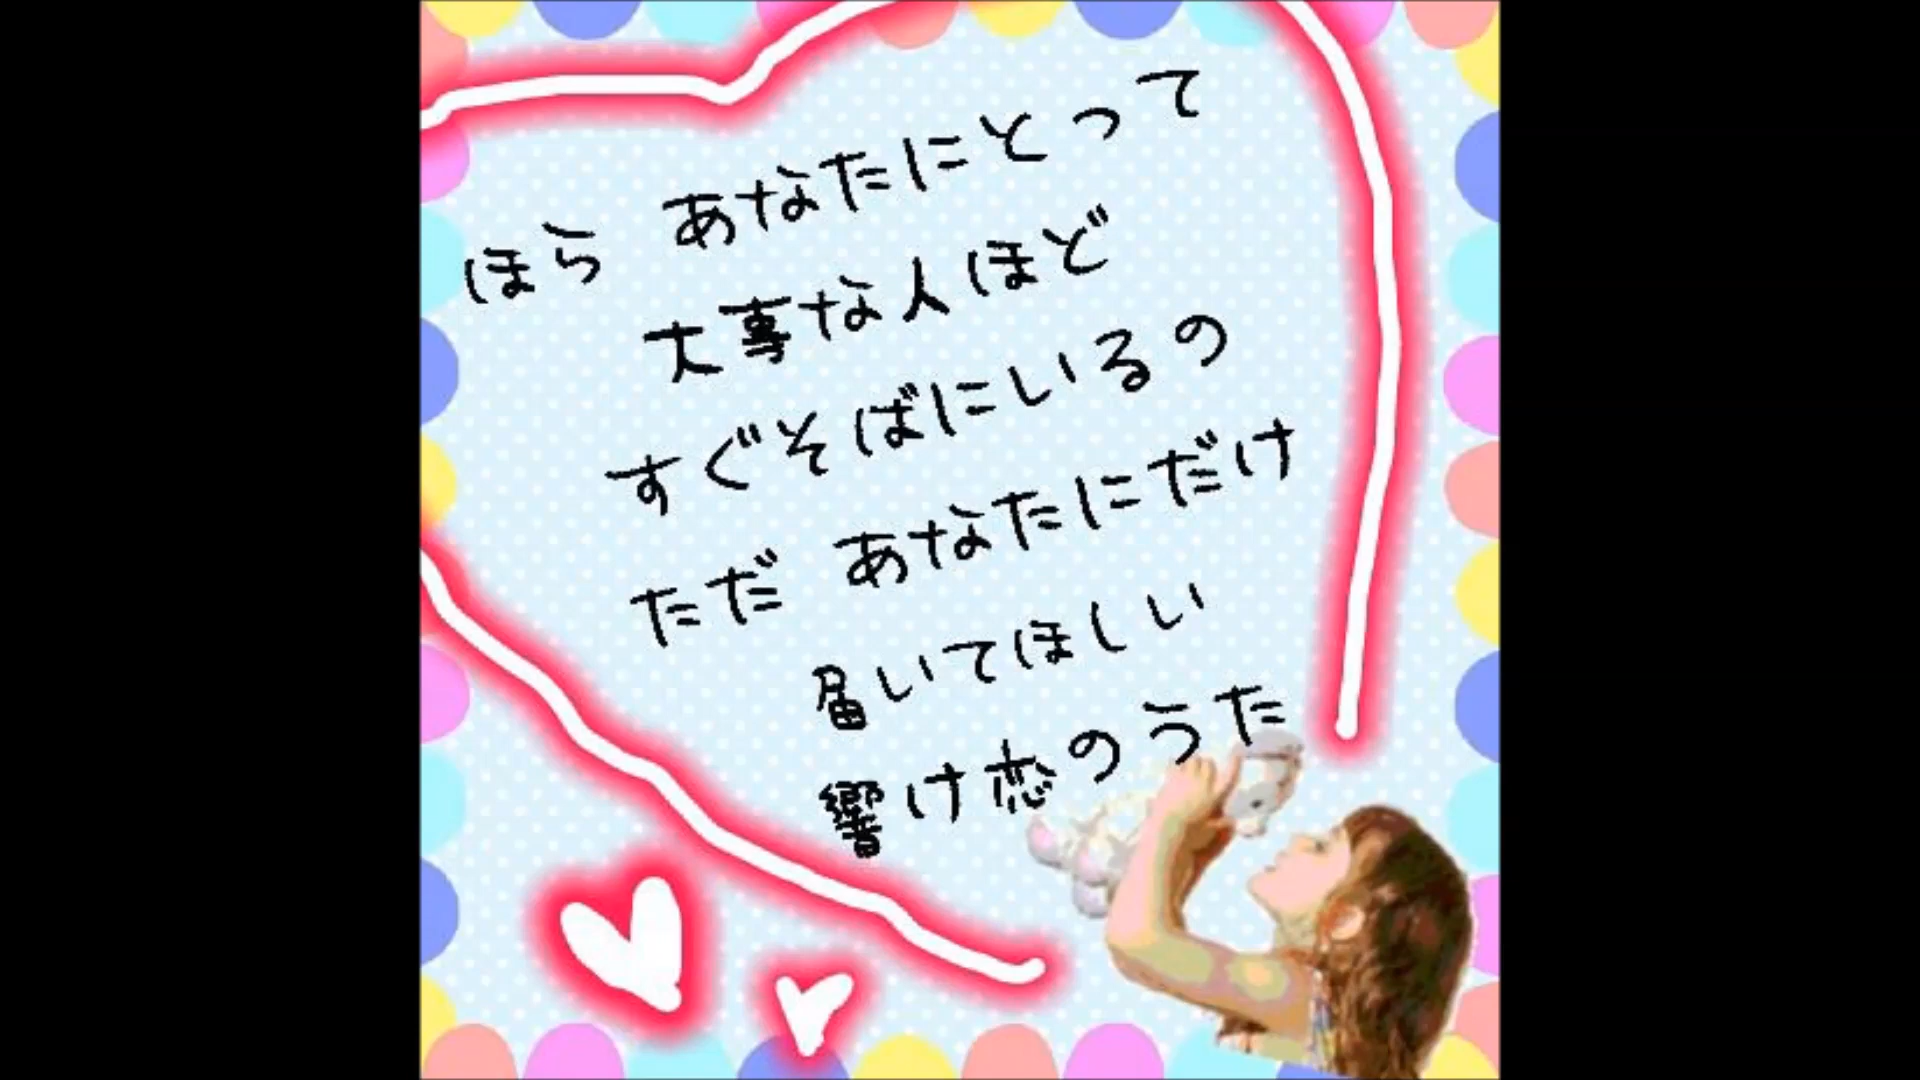 ほら あなたにとって
大事な人ほど
すぐそばにいるの
ただ あなたにだけ
届いてほしい
響け恋のうた